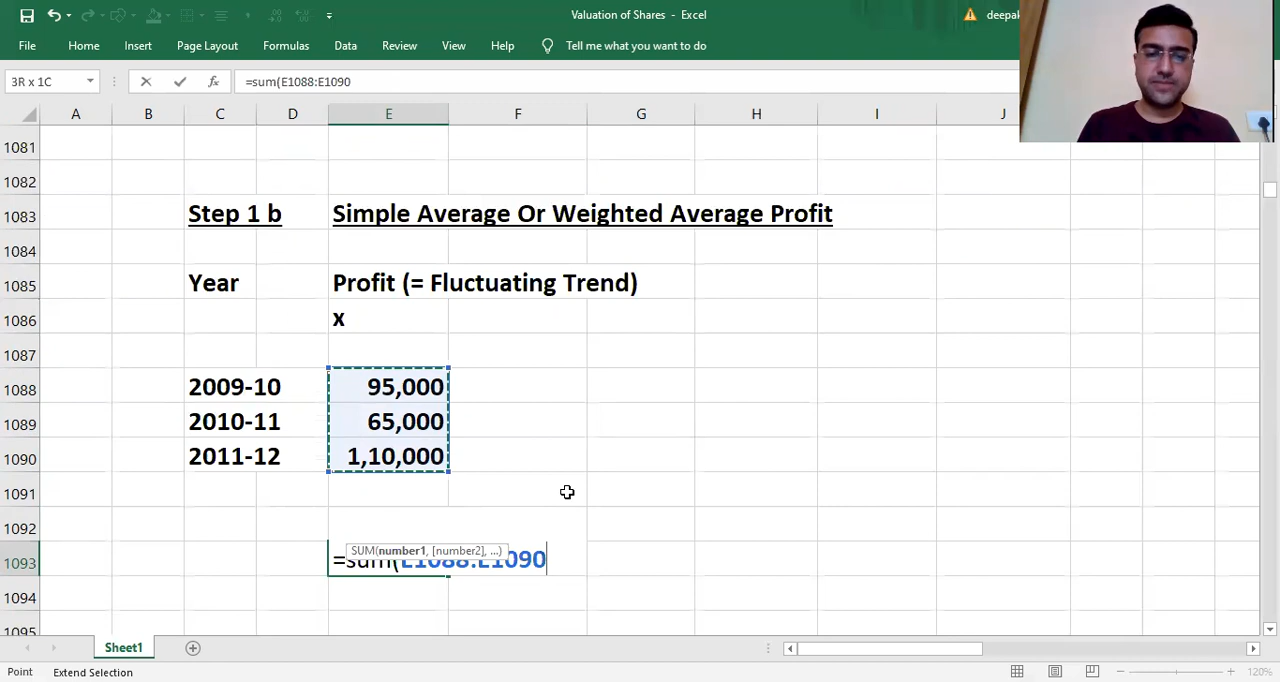 Valuation of Shares - Excel
File Home Insert Page Layout Formulas Data Review View Help Tell me what you want to do
3R x 1C =sum(E1088:E1090
A B C D E F G H I J
1081
1082
1083 Step 1 b Simple Average Or Weighted Average Profit
1084
1085 Year Profit (= Fluctuating Trend)
1086 x
1087
1088 2009-10 95,000
1089 2010-11 65,000
1090 2011-12 1,10,000
1091
1092
SUM(number1, [number2], ...)
1093 =sum(E1088:E1090
1094
1095
Sheet1
Point Extend Selection 120%